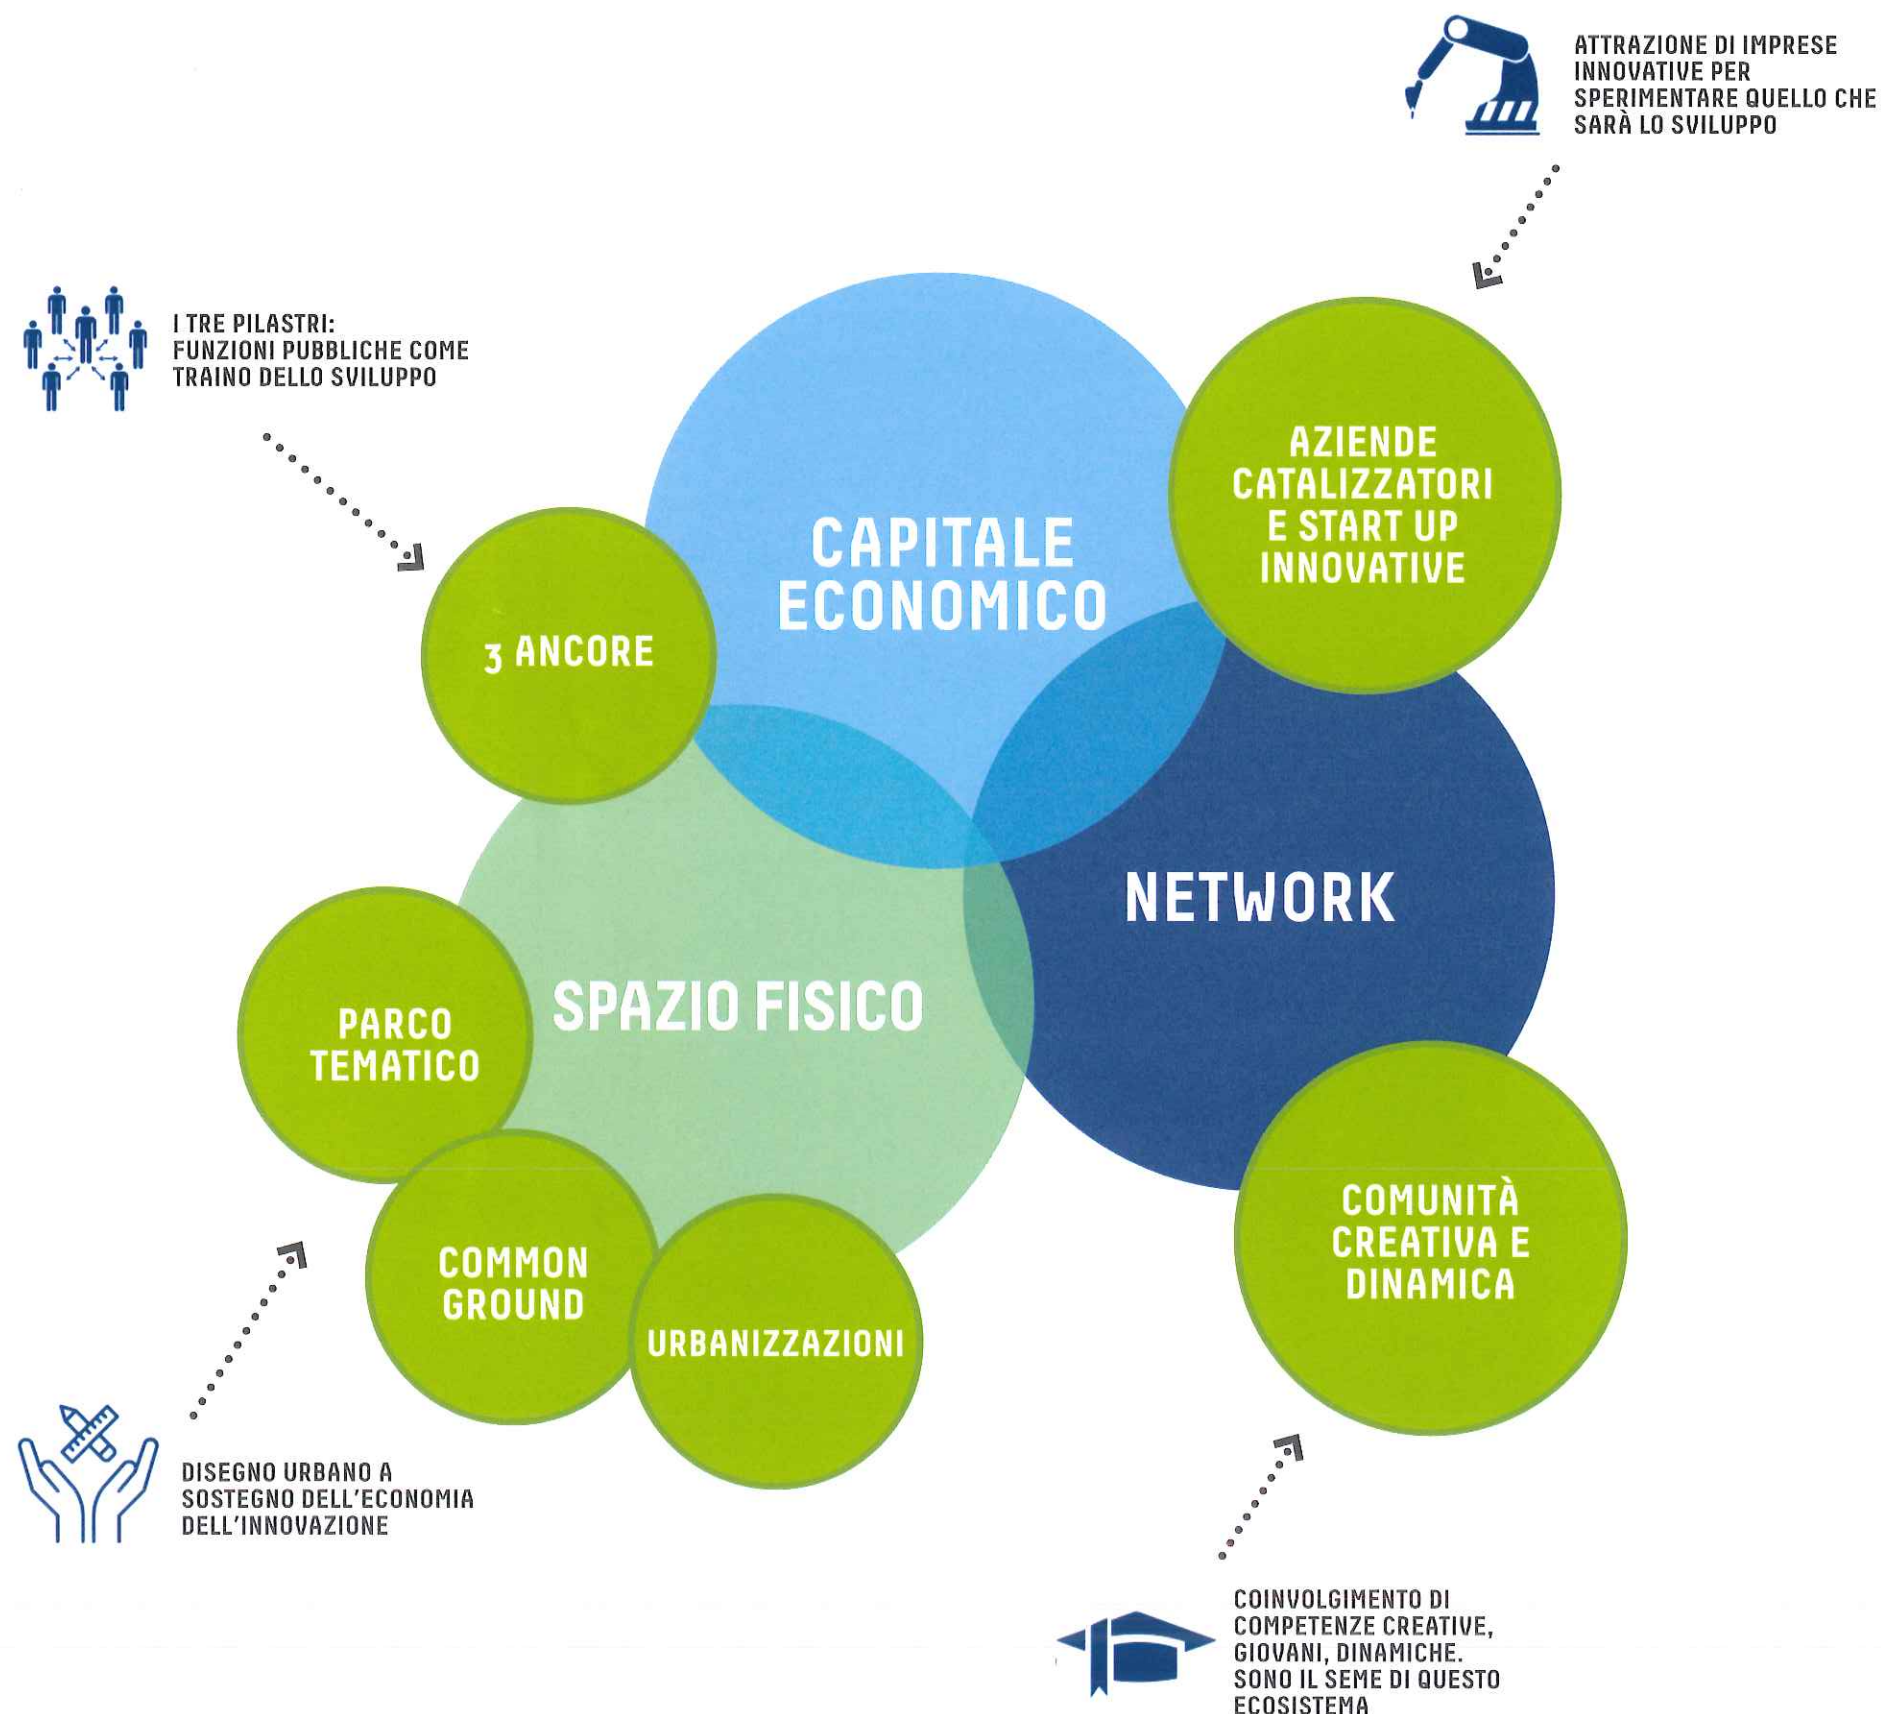 ATTRAZIONE DI IMPRESE
INNOVATIVE PER
SPERIMENTARE QUELLO CHE
SARÀ LO SVILUPPO
I TRE PILASTRI:
FUNZIONI PUBBLICHE COME
TRAINO DELLO SVILUPPO
AZIENDE
CATALIZZATORI
E START UP
INNOVATIVE
CAPITALE
ECONOMICO
3 ANCORE
NETWORK
SPAZIO FISICO
PARCO
TEMATICO
COMMON
GROUND
URBANIZZAZIONI
COMUNITÀ
CREATIVA E
DINAMICA
DISEGNO URBANO A
SOSTEGNO DELL'ECONOMIA
DELL'INNOVAZIONE
COINVOLGIMENTO DI
COMPETENZE CREATIVE,
GIOVANI, DINAMICHE.
SONO IL SEME DI QUESTO
ECOSISTEMA